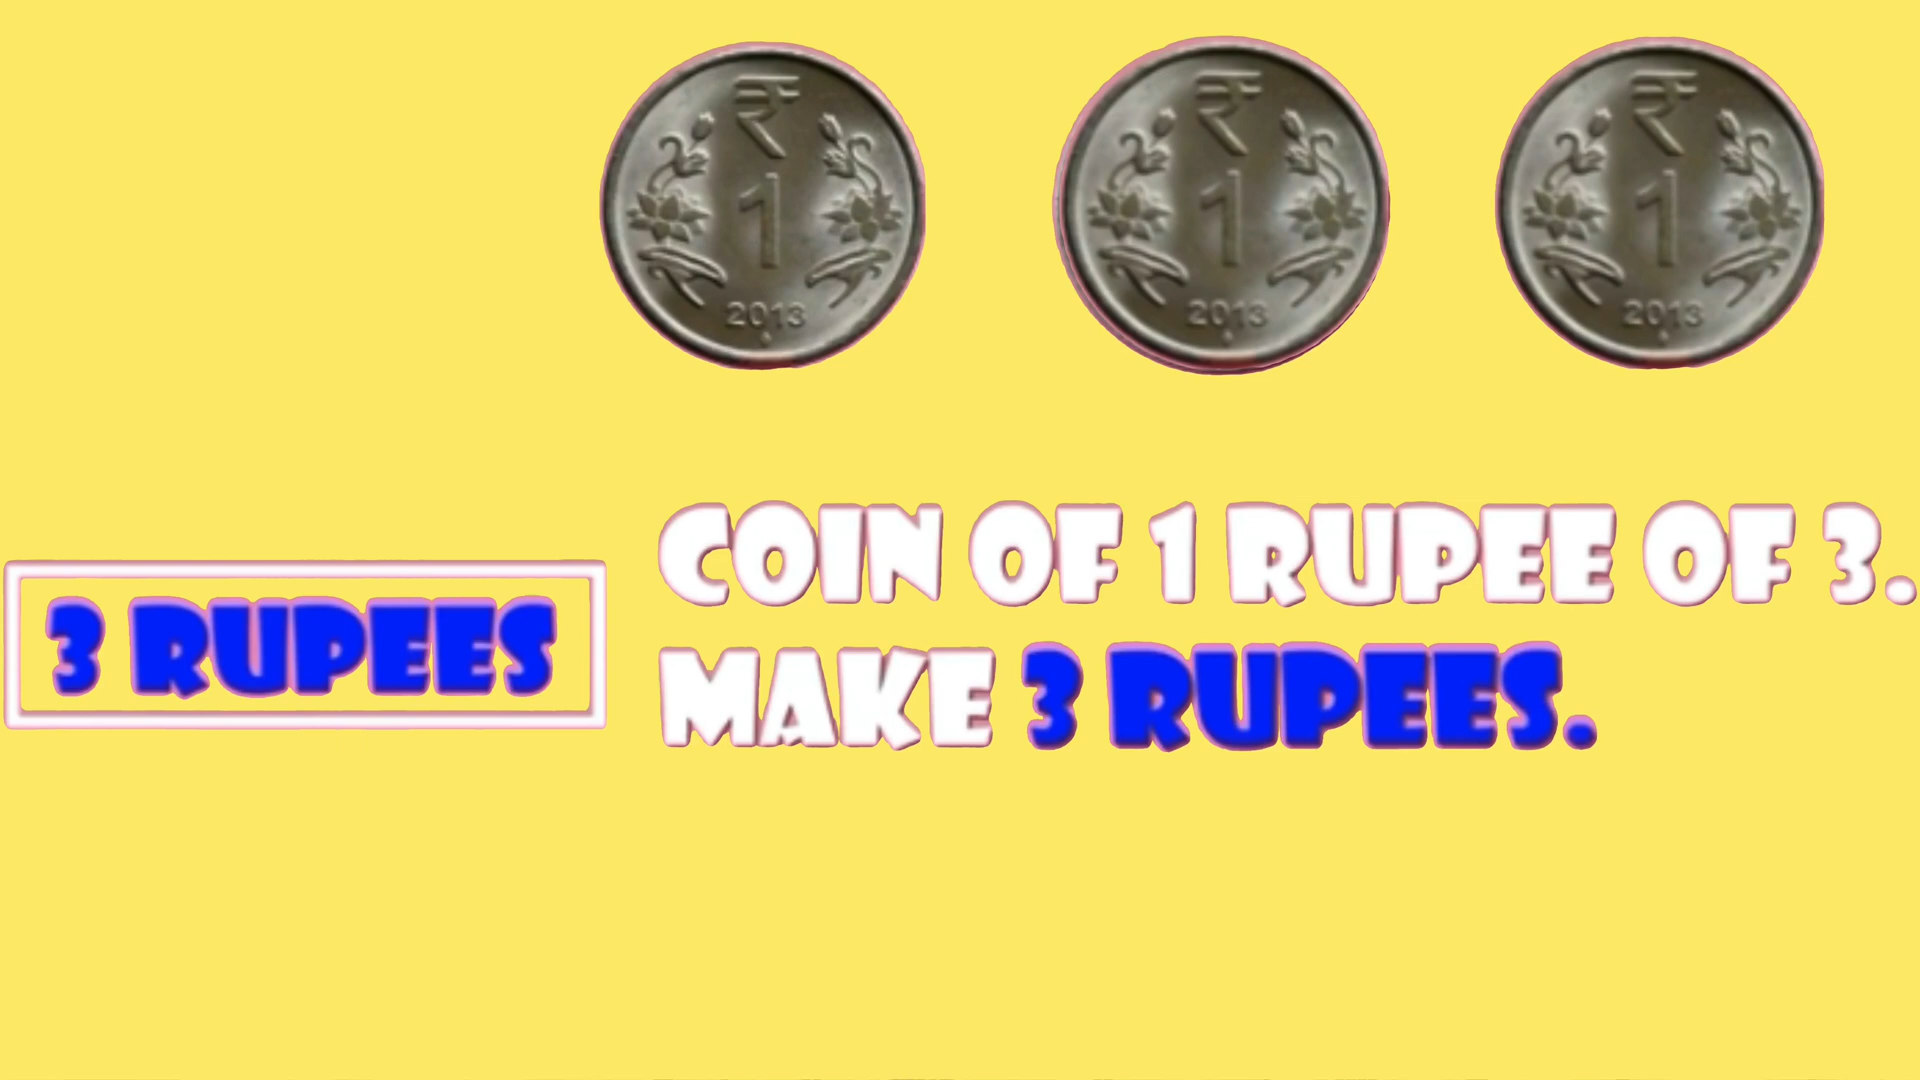 ₹ ₹ ₹
1 1 1
2013 2013 2013
COIN OF 1 RUPEE OF 3.
3 RUPEES
MAKE 3 RUPEES.